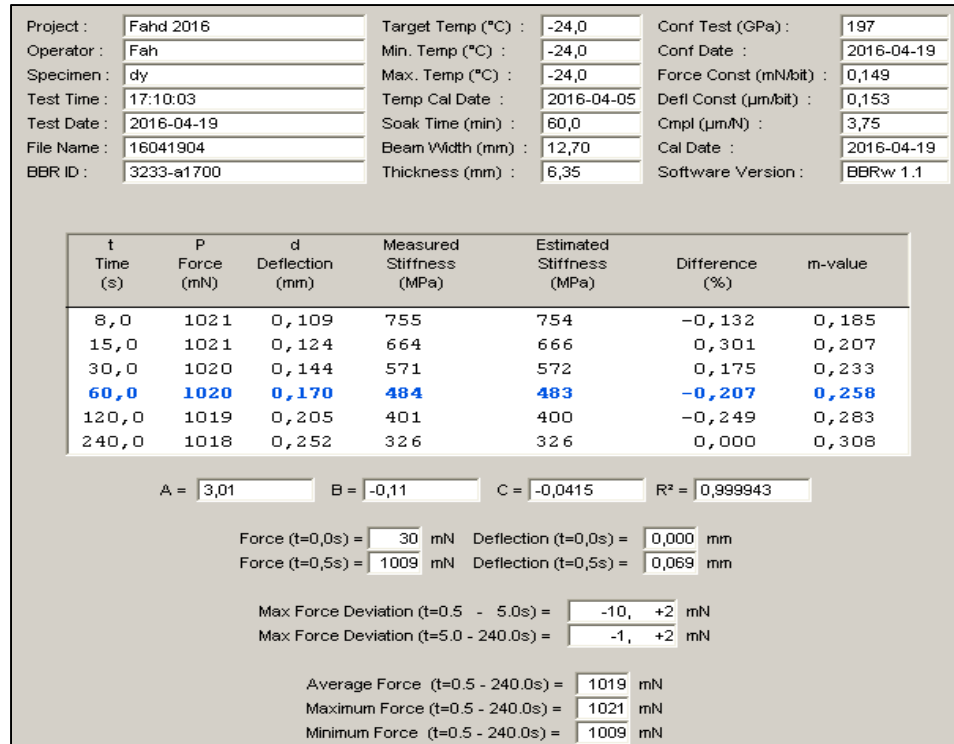 Project : Fahd 2016 Target Temp (°C) : -24,0 Conf Test (GPa) : 197
Operator : Fah Min. Temp (°C) : -24,0 Conf Date : 2016-04-19
Specimen : dy Max. Temp (°C) : -24,0 Force Const (mN/bit) : 0,149
Test Time : 17:10:03 Temp Cal Date : 2016-04-05 Defl Const (µm/bit) : 0,153
Test Date : 2016-04-19 Soak Time (min) : 60,0 Cmpl (µm/N) : 3,75
File Name : 16041904 Beam Width (mm) : 12,70 Cal Date : 2016-04-19
BBR ID : 3233-a1700 Thickness (mm) : 6,35 Software Version : BBRw 1.1
t P d Measured Estimated
Time Force Deflection Stiffness Stiffness Difference m-value
(s) (mN) (mm) (MPa) (MPa) (%)
8,0 1021 0,109 755 754 -0,132 0,185
15,0 1021 0,124 664 666 0,301 0,207
30,0 1020 0,144 571 572 0,175 0,233
60,0 1020 0,170 484 483 -0,207 0,258
120,0 1019 0,205 401 400 -0,249 0,283
240,0 1018 0,252 326 326 0,000 0,308
A = 3,01 B = -0,11 C = -0,0415 R² = 0,999943
Force (t=0,0s) = 30 mN Deflection (t=0,0s) = 0,000 mm
Force (t=0,5s) = 1009 mN Deflection (t=0,5s) = 0,069 mm
Max Force Deviation (t=0.5 - 5.0s) = -10, +2 mN
Max Force Deviation (t=5.0 - 240.0s) = -1, +2 mN
Average Force (t=0.5 - 240.0s) = 1019 mN
Maximum Force (t=0.5 - 240.0s) = 1021 mN
Minimum Force (t=0.5 - 240.0s) = 1009 mN